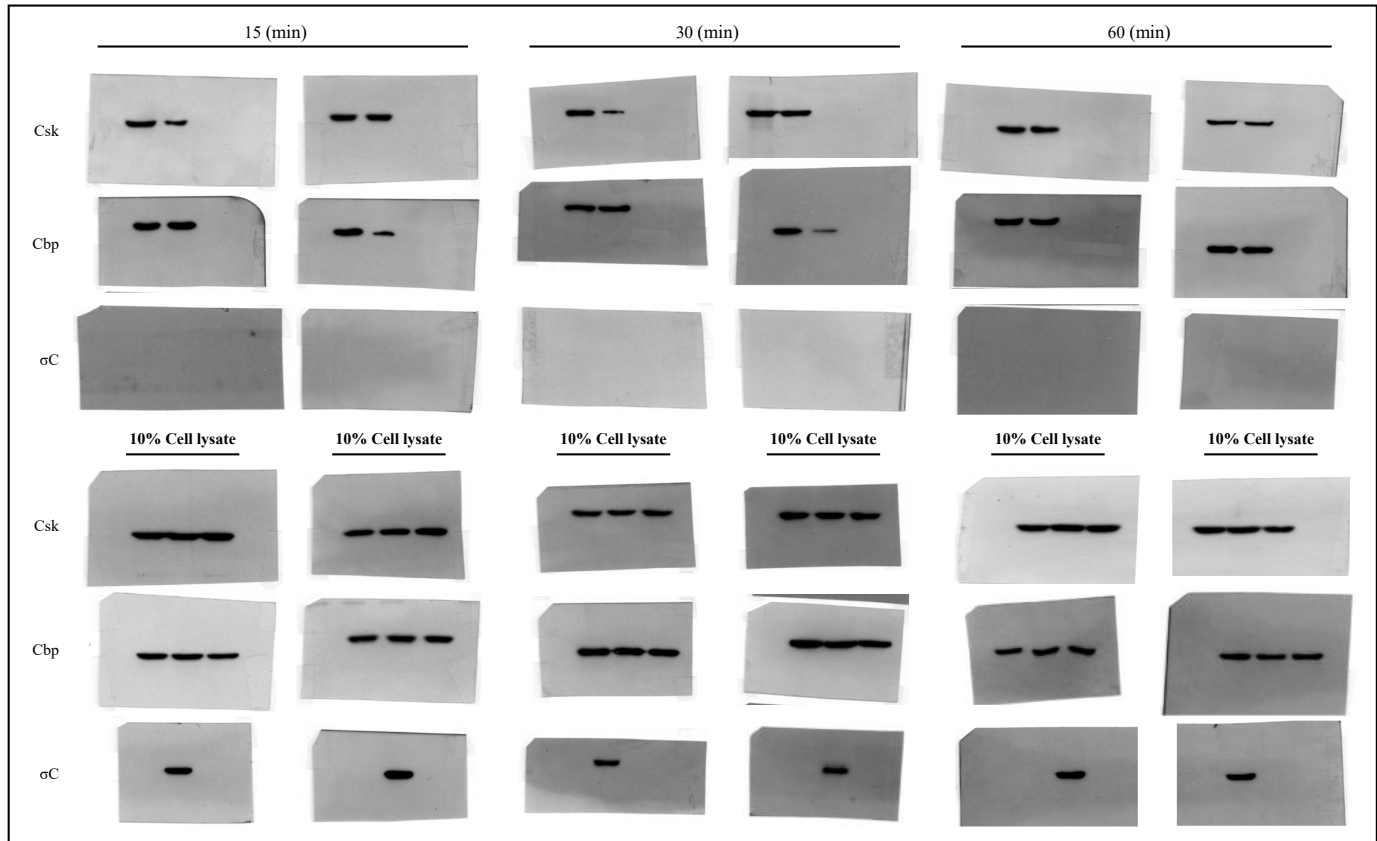 15 (min) 30 (min) 60 (min)
Csk
Cbp
σC
10% Cell lysate 10% Cell lysate 10% Cell lysate 10% Cell lysate 10% Cell lysate 10% Cell lysate
Csk
Cbp
σC